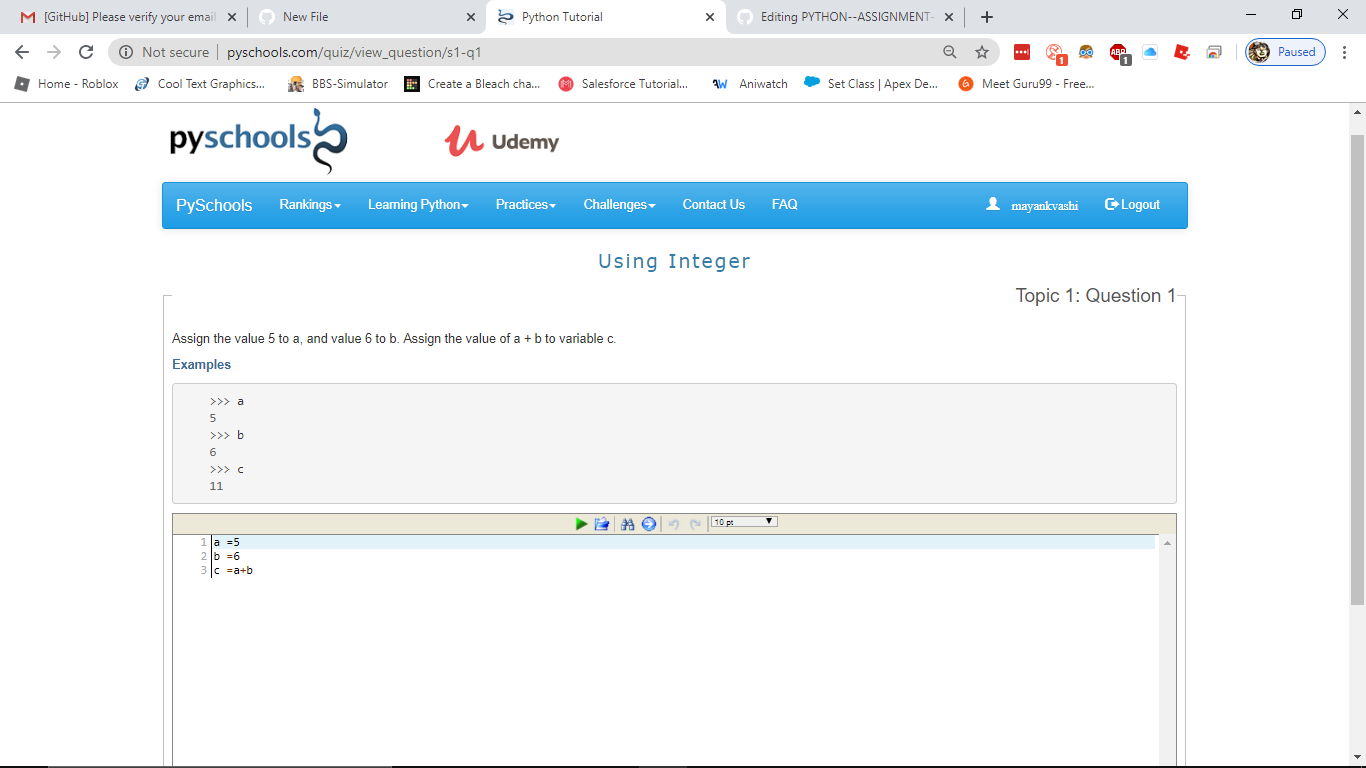 [GitHub] Please verify your email
New File
Python Tutorial
Editing PYTHON--ASSIGNMENT-
Not secure | pyschools.com/quiz/view_question/s1-q1
1
ABP
1
Paused
Home - Roblox
Cool Text Graphics...
BBS-Simulator
Create a Bleach cha...
Salesforce Tutorial...
Aniwatch
Set Class | Apex De...
Meet Guru99 - Free...
pyschools
Udemy
PySchools Rankings Learning Python Practices Challenges Contact Us FAQ mayankvashi Logout
Using Integer
Topic 1: Question 1
Assign the value 5 to a, and value 6 to b. Assign the value of a + b to variable c.
Examples
>>> a
5
>>> b
6
>>> c
11
10 pt
1 a =5
2 b =6
3 c =a+b